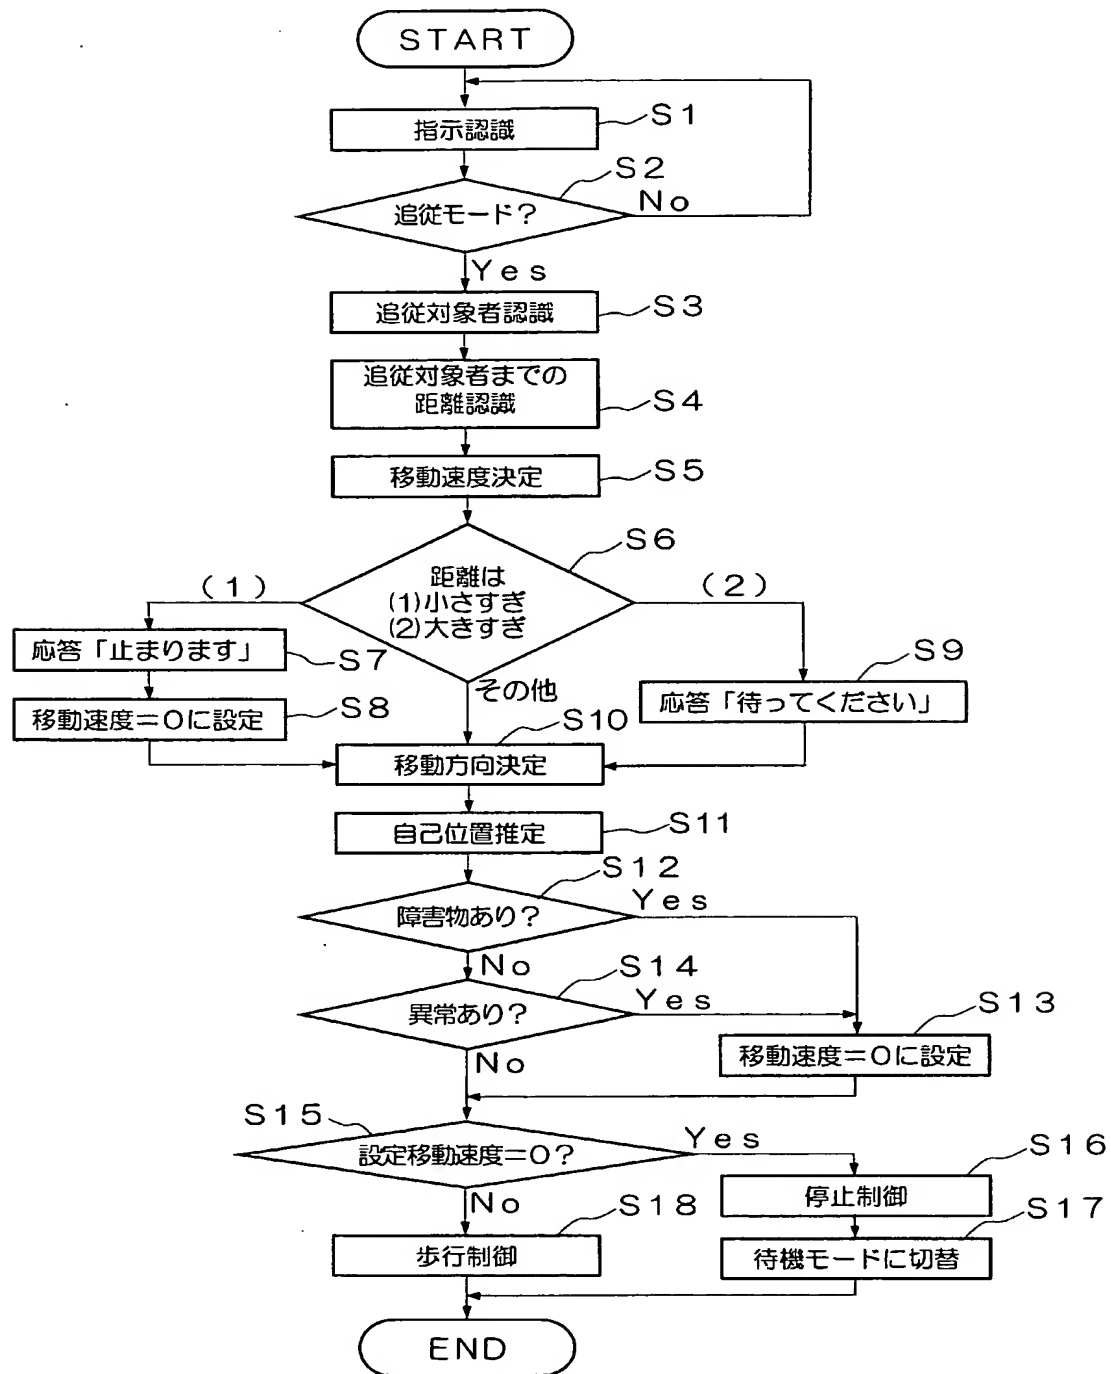 START
指示認識
S1
追従モード？
S2
No
Yes
追従対象者認識
S3
追従対象者までの
距離認識
S4
移動速度決定
S5
距離は
(1)小さすぎ
(2)大きすぎ
S6
(1)
(2)
その他
応答「止まります」
S7
移動速度＝0に設定
S8
応答「待ってください」
S9
移動方向決定
S10
自己位置推定
S11
障害物あり？
S12
Yes
No
異常あり？
S14
Yes
No
移動速度＝0に設定
S13
設定移動速度＝0？
S15
Yes
No
停止制御
S16
待機モードに切替
S17
歩行制御
S18
END